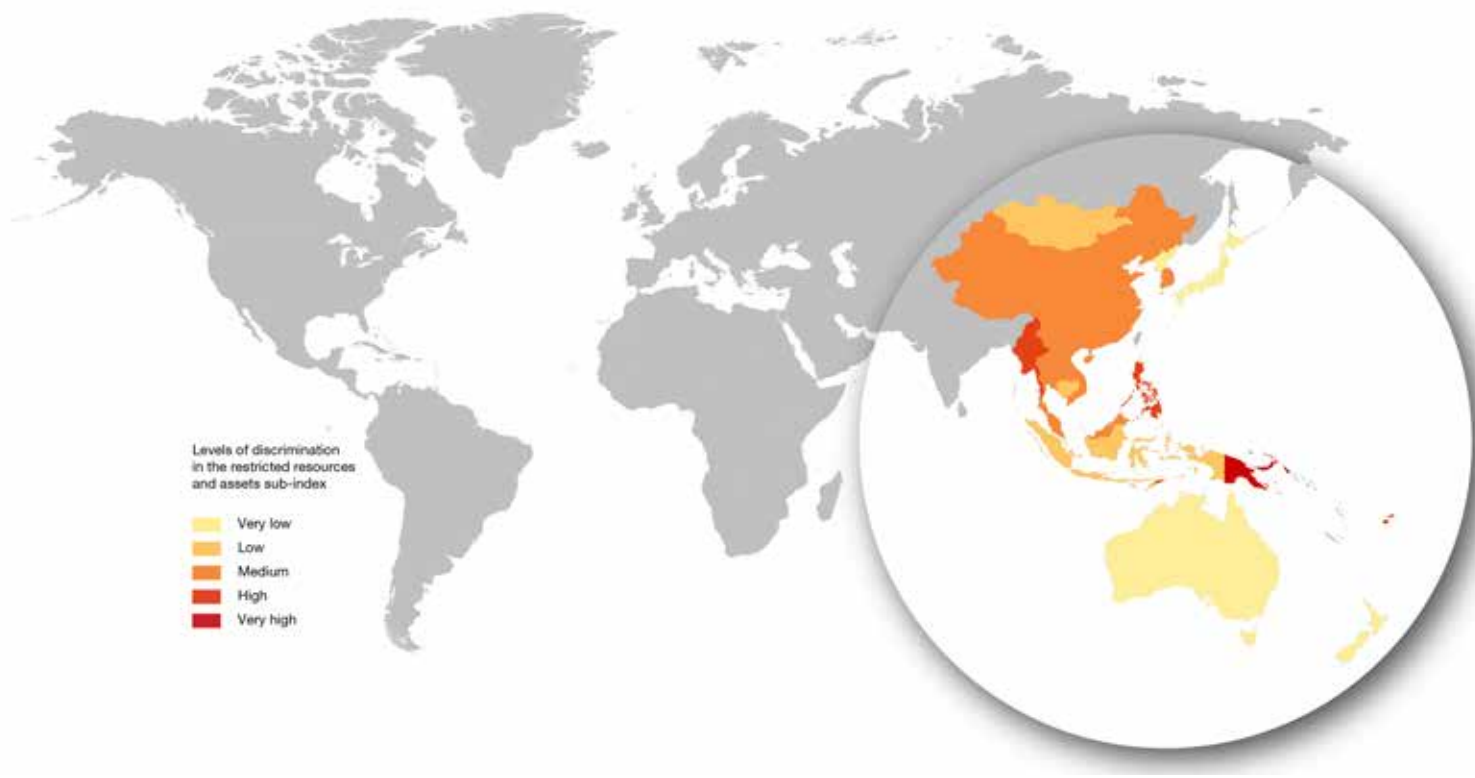 Levels of discrimination
in the restricted resources
and assets sub-index
Very low
Low
Medium
High
Very high